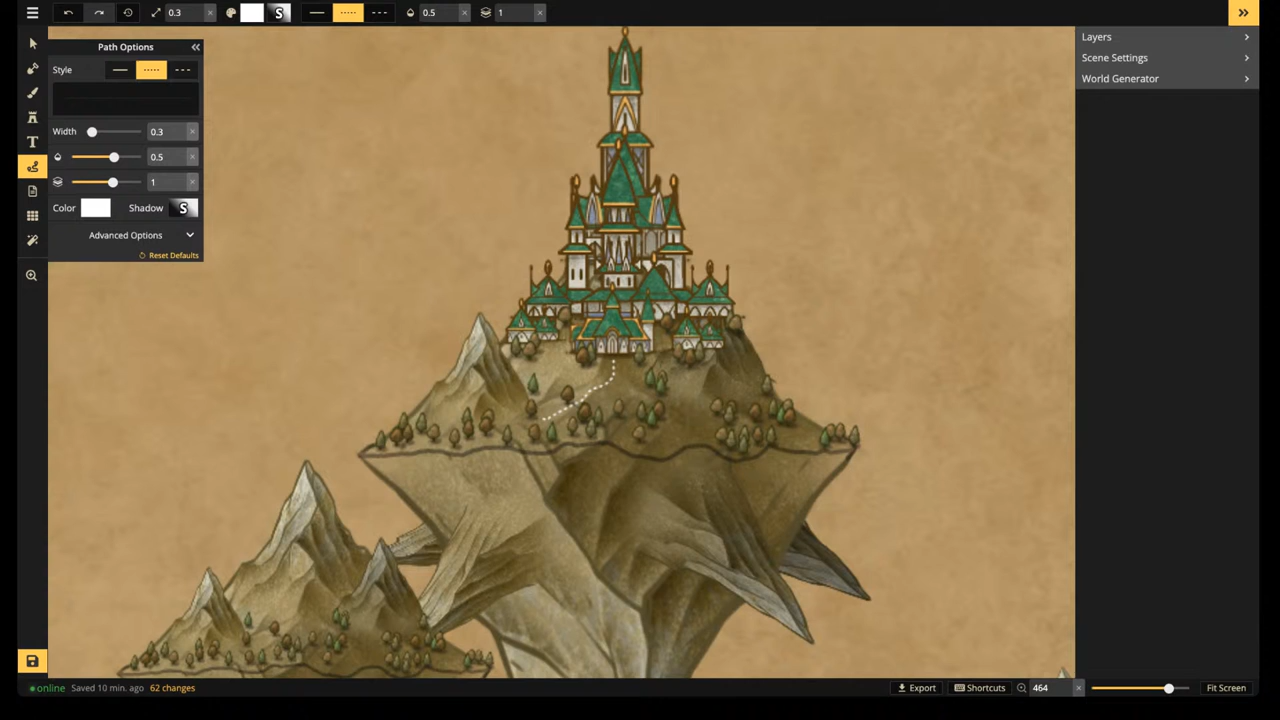 0.3 × S 0.5 × 1 ×
Path Options
Style
Width 0.3 ×
0.5 ×
1 ×
Color Shadow S
Advanced Options
Reset Defaults
T
Layers
Scene Settings
World Generator
online Saved 10 min. ago 62 changes
Export Shortcuts 464 × Fit Screen